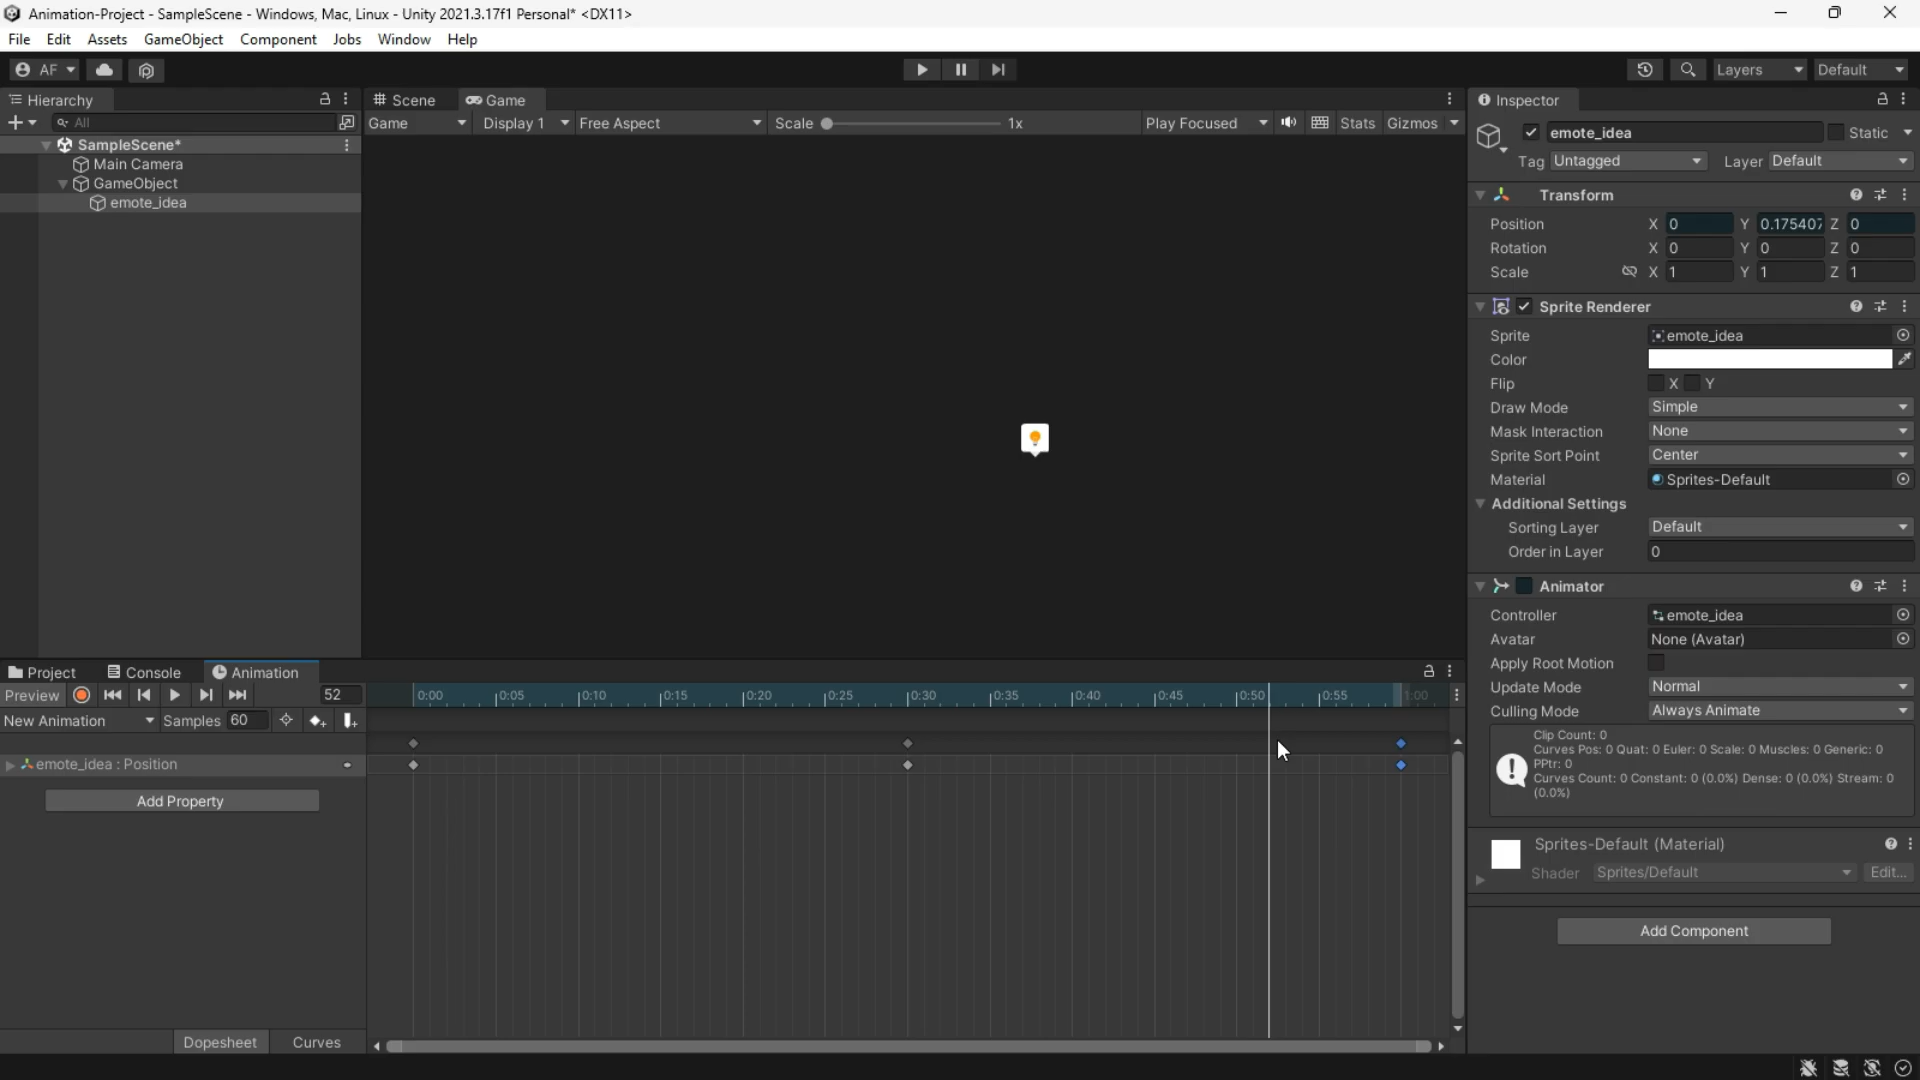 Animation-Project - SampleScene - Windows, Mac, Linux - Unity 2021.3.17f1 Personal* <DX11>
File Edit Assets GameObject Component Jobs Window Help
AF Layers Default
Hierarchy Scene Game Inspector
All Game Display 1 Free Aspect Scale 1x Play Focused Stats Gizmos
SampleScene*
Main Camera
GameObject
emote_idea
emote_idea Static
Tag Untagged Layer Default
Transform
Position X 0 Y 0.175407 Z 0
Rotation X 0 Y 0 Z 0
Scale X 1 Y 1 Z 1
Sprite Renderer
Sprite emote_idea
Color
Flip X Y
Draw Mode Simple
Mask Interaction None
Sprite Sort Point Center
Material Sprites-Default
Additional Settings
Sorting Layer Default
Order in Layer 0
Animator
Controller emote_idea
Avatar None (Avatar)
Apply Root Motion
Update Mode Normal
Culling Mode Always Animate
Clip Count: 0
Curves Pos: 0 Quat: 0 Euler: 0 Scale: 0 Muscles: 0 Generic: 0
PPtr: 0
Curves Count: 0 Constant: 0 (0.0%) Dense: 0 (0.0%) Stream: 0
(0.0%)
Sprites-Default (Material)
Shader Sprites/Default Edit...
Add Component
Project Console Animation
Preview 52 0:00 0:05 0:10 0:15 0:20 0:25 0:30 0:35 0:40 0:45 0:50 0:55 1:00
New Animation Samples 60
emote_idea : Position
Add Property
Dopesheet Curves